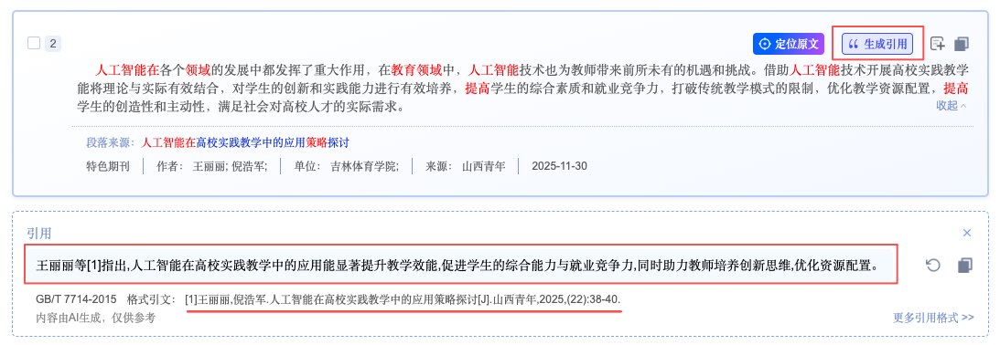 2 定位原文 生成引用
人工智能在各个领域的发展中都发挥了重大作用，在教育领域中，人工智能技术也为教师带来前所未有的机遇和挑战。借助人工智能技术开展高校实践教学
能将理论与实际有效结合，对学生的创新和实践能力进行有效培养，提高学生的综合素质和就业竞争力，打破传统教学模式的限制，优化教学资源配置，提高
学生的创造性和主动性，满足社会对高校人才的实际需求。 收起
段落来源：人工智能在高校实践教学中的应用策略探讨
特色期刊 作者： 王丽丽; 倪浩军; 单位： 吉林体育学院; 来源： 山西青年 2025-11-30
引用
王丽丽等[1]指出,人工智能在高校实践教学中的应用能显著提升教学效能,促进学生的综合能力与就业竞争力,同时助力教师培养创新思维,优化资源配置。
GB/T 7714-2015 格式引文： [1]王丽丽,倪浩军.人工智能在高校实践教学中的应用策略探讨[J].山西青年,2025,(22):38-40.
内容由AI生成，仅供参考 更多引用格式 >>